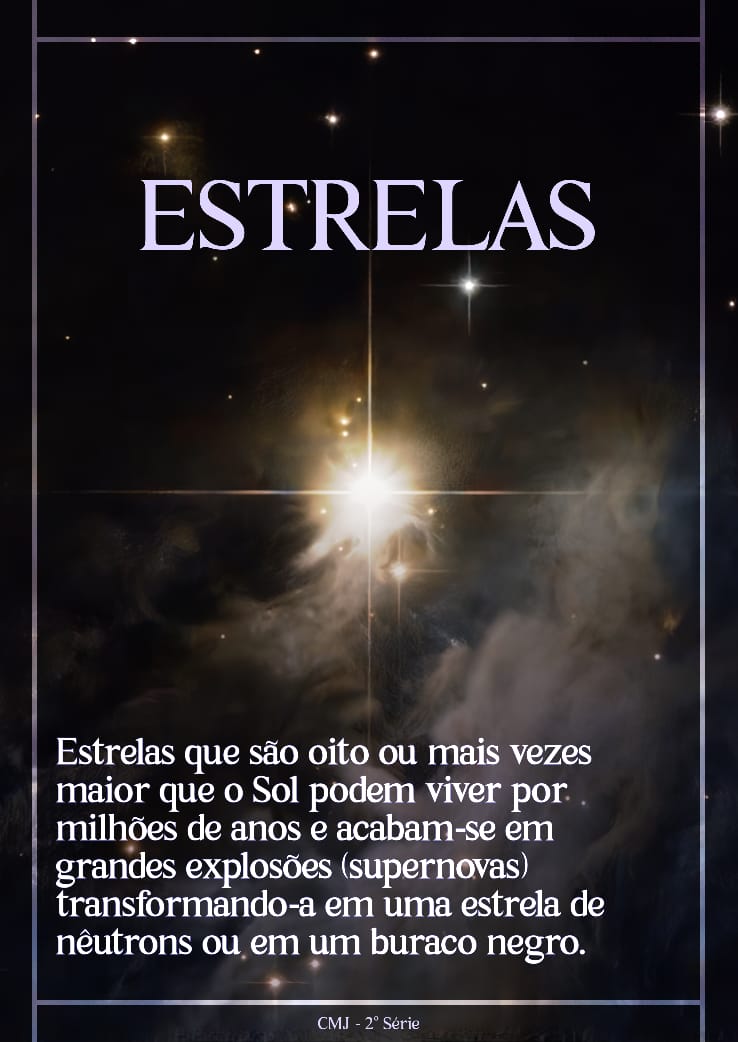 ESTRELAS
Estrelas que são oito ou mais vezes
maior que o Sol podem viver por
milhões de anos e acabam-se em
grandes explosões (supernovas)
transformando-a em uma estrela de
nêutrons ou em um buraco negro.
CMJ - 2° Série